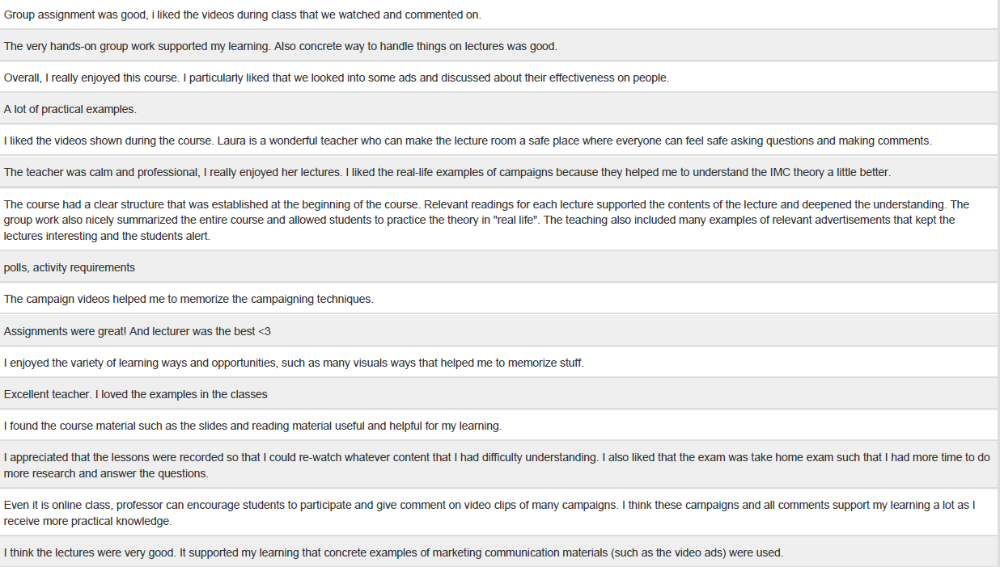 Group assignment was good, i liked the videos during class that we watched and commented on.
The very hands-on group work supported my learning. Also concrete way to handle things on lectures was good.
Overall, I really enjoyed this course. I particularly liked that we looked into some ads and discussed about their effectiveness on people.
A lot of practical examples.
I liked the videos shown during the course. Laura is a wonderful teacher who can make the lecture room a safe place where everyone can feel safe asking questions and making comments.
The teacher was calm and professional, I really enjoyed her lectures. I liked the real-life examples of campaigns because they helped me to understand the IMC theory a little better.
The course had a clear structure that was established at the beginning of the course. Relevant readings for each lecture supported the contents of the lecture and deepened the understanding. The
group work also nicely summarized the entire course and allowed students to practice the theory in "real life". The teaching also included many examples of relevant advertisements that kept the
lectures interesting and the students alert.
polls, activity requirements
The campaign videos helped me to memorize the campaigning techniques.
Assignments were great! And lecturer was the best <3
I enjoyed the variety of learning ways and opportunities, such as many visuals ways that helped me to memorize stuff.
Excellent teacher. I loved the examples in the classes
I found the course material such as the slides and reading material useful and helpful for my learning.
I appreciated that the lessons were recorded so that I could re-watch whatever content that I had difficulty understanding. I also liked that the exam was take home exam such that I had more time to do
more research and answer the questions.
Even it is online class, professor can encourage students to participate and give comment on video clips of many campaigns. I think these campaigns and all comments support my learning a lot as I
receive more practical knowledge.
I think the lectures were very good. It supported my learning that concrete examples of marketing communication materials (such as the video ads) were used.